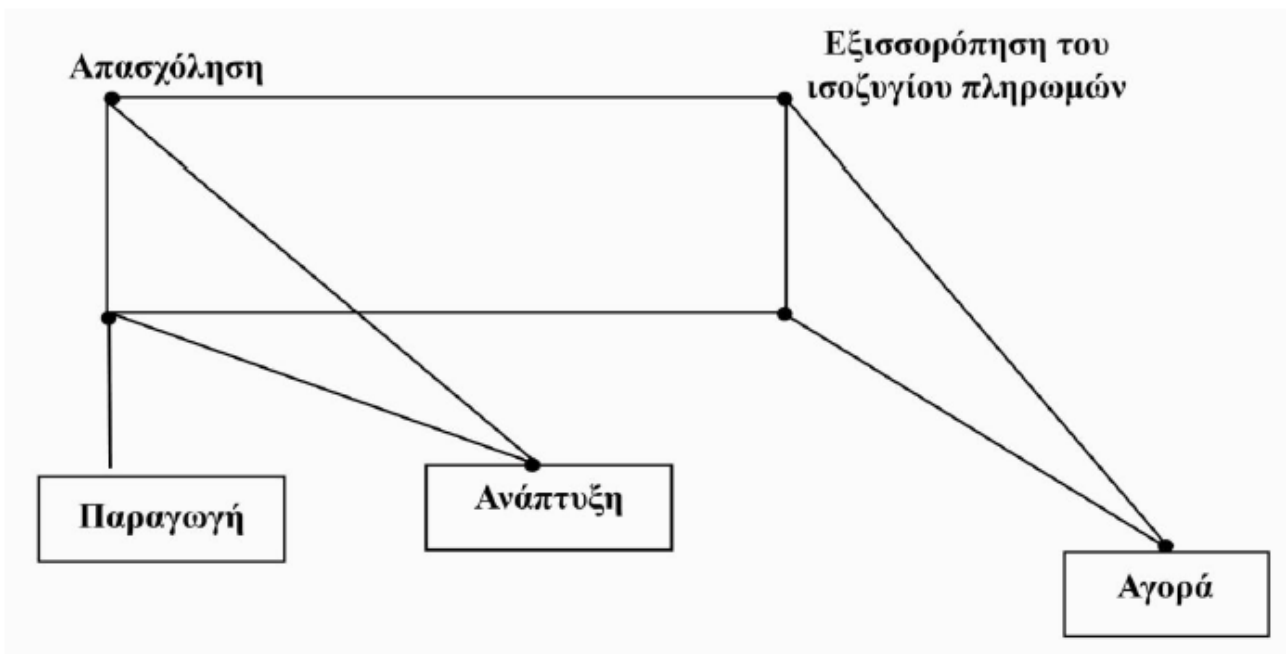 Απασχόληση
Εξισσορόπηση του
ισοζυγίου πληρωμών
Παραγωγή
Ανάπτυξη
Αγορά